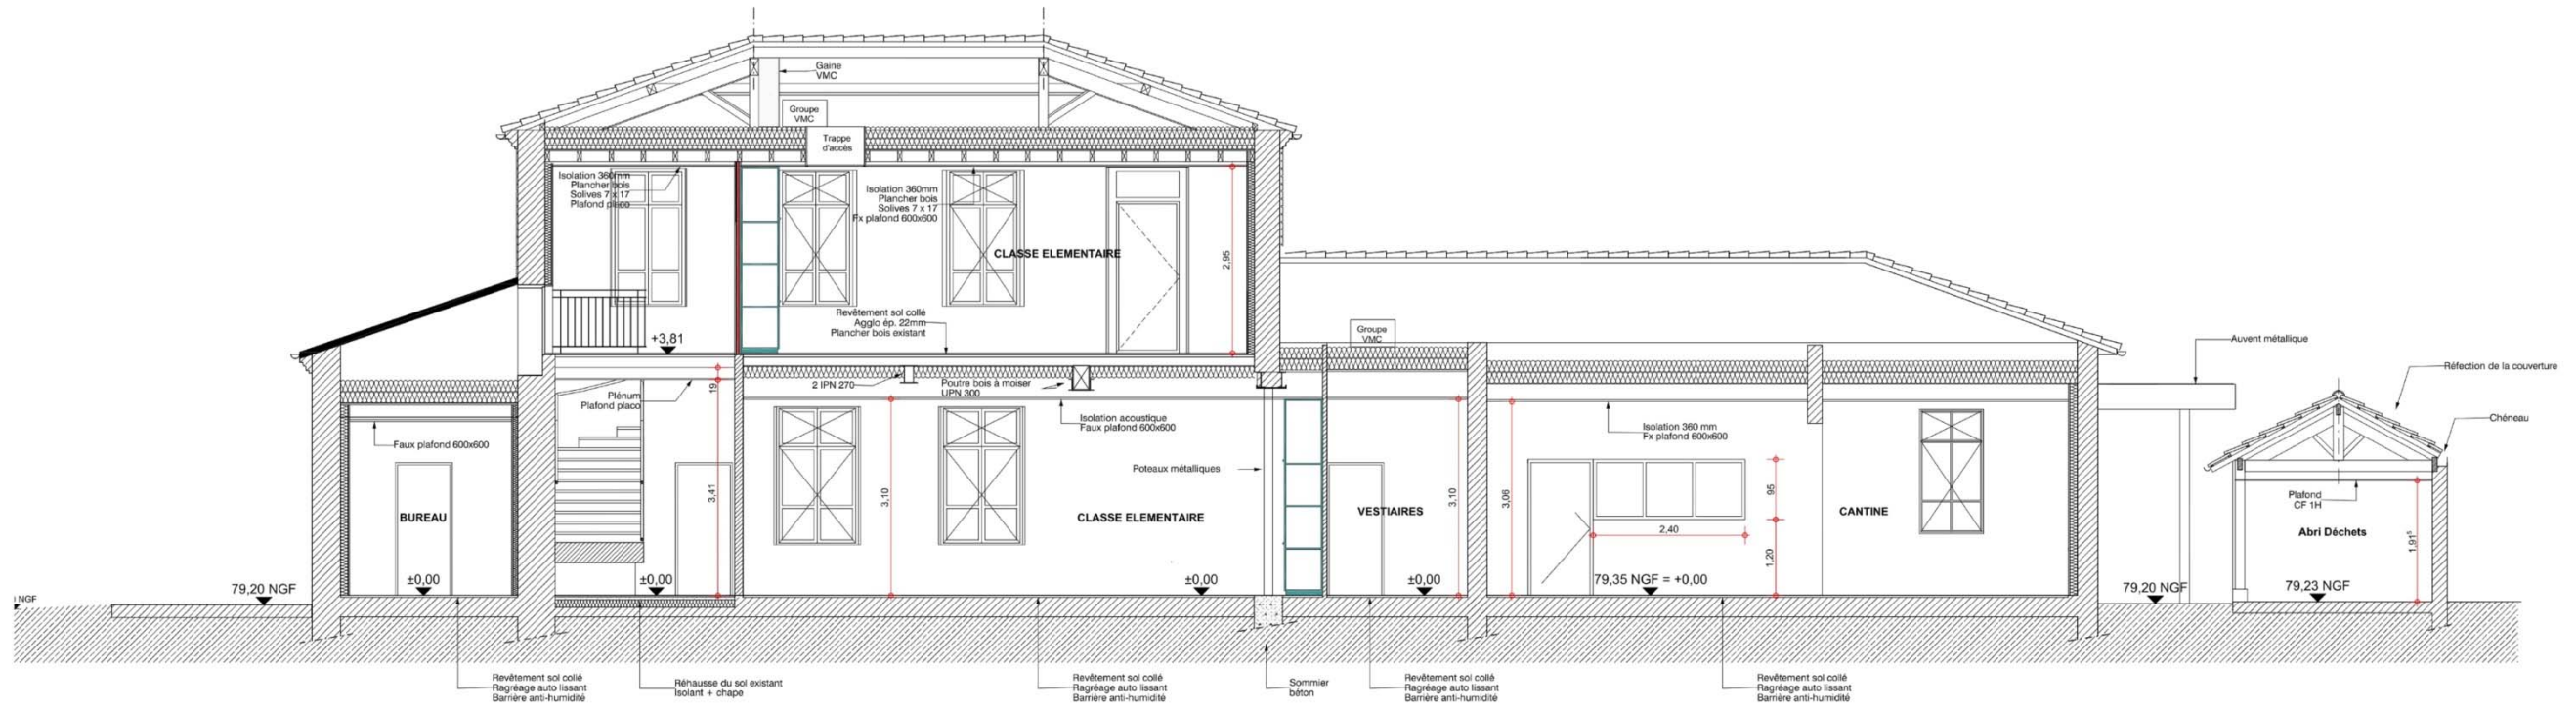 Gaine
VMC
Groupe
VMC
Trappe
d'accès
Isolation 360mm
Plancher bois
Solives 7 x 17
Plafond placo
Isolation 360mm
Plancher bois
Solives 7 x 17
Fx plafond 600x600
CLASSE ELEMENTAIRE
2,95
Revêtement sol collé
Agglo ép. 22mm
Plancher bois existant
+3,81
Groupe
VMC
Auvent métallique
Réfection de la couverture
Chéneau
2 IPN 270
Poutre bois à moiser
UPN 300
19
Plénum
Plafond placo
Isolation acoustique
Faux plafond 600x600
Isolation 360 mm
Fx plafond 600x600
Faux plafond 600x600
Poteaux métalliques
BUREAU
3,41
3,10
CLASSE ELEMENTAIRE
VESTIAIRES
3,10
3,06
95
2,40
1,20
CANTINE
Plafond
CF 1H
Abri Déchets
1,91⁵
NGF
79,20 NGF
±0,00
±0,00
±0,00
±0,00
79,35 NGF = +0,00
79,20 NGF
79,23 NGF
Revêtement sol collé
Ragréage auto lissant
Barrière anti-humidité
Réhausse du sol existant
Isolant + chape
Revêtement sol collé
Ragréage auto lissant
Barrière anti-humidité
Sommier
béton
Revêtement sol collé
Ragréage auto lissant
Barrière anti-humidité
Revêtement sol collé
Ragréage auto lissant
Barrière anti-humidité